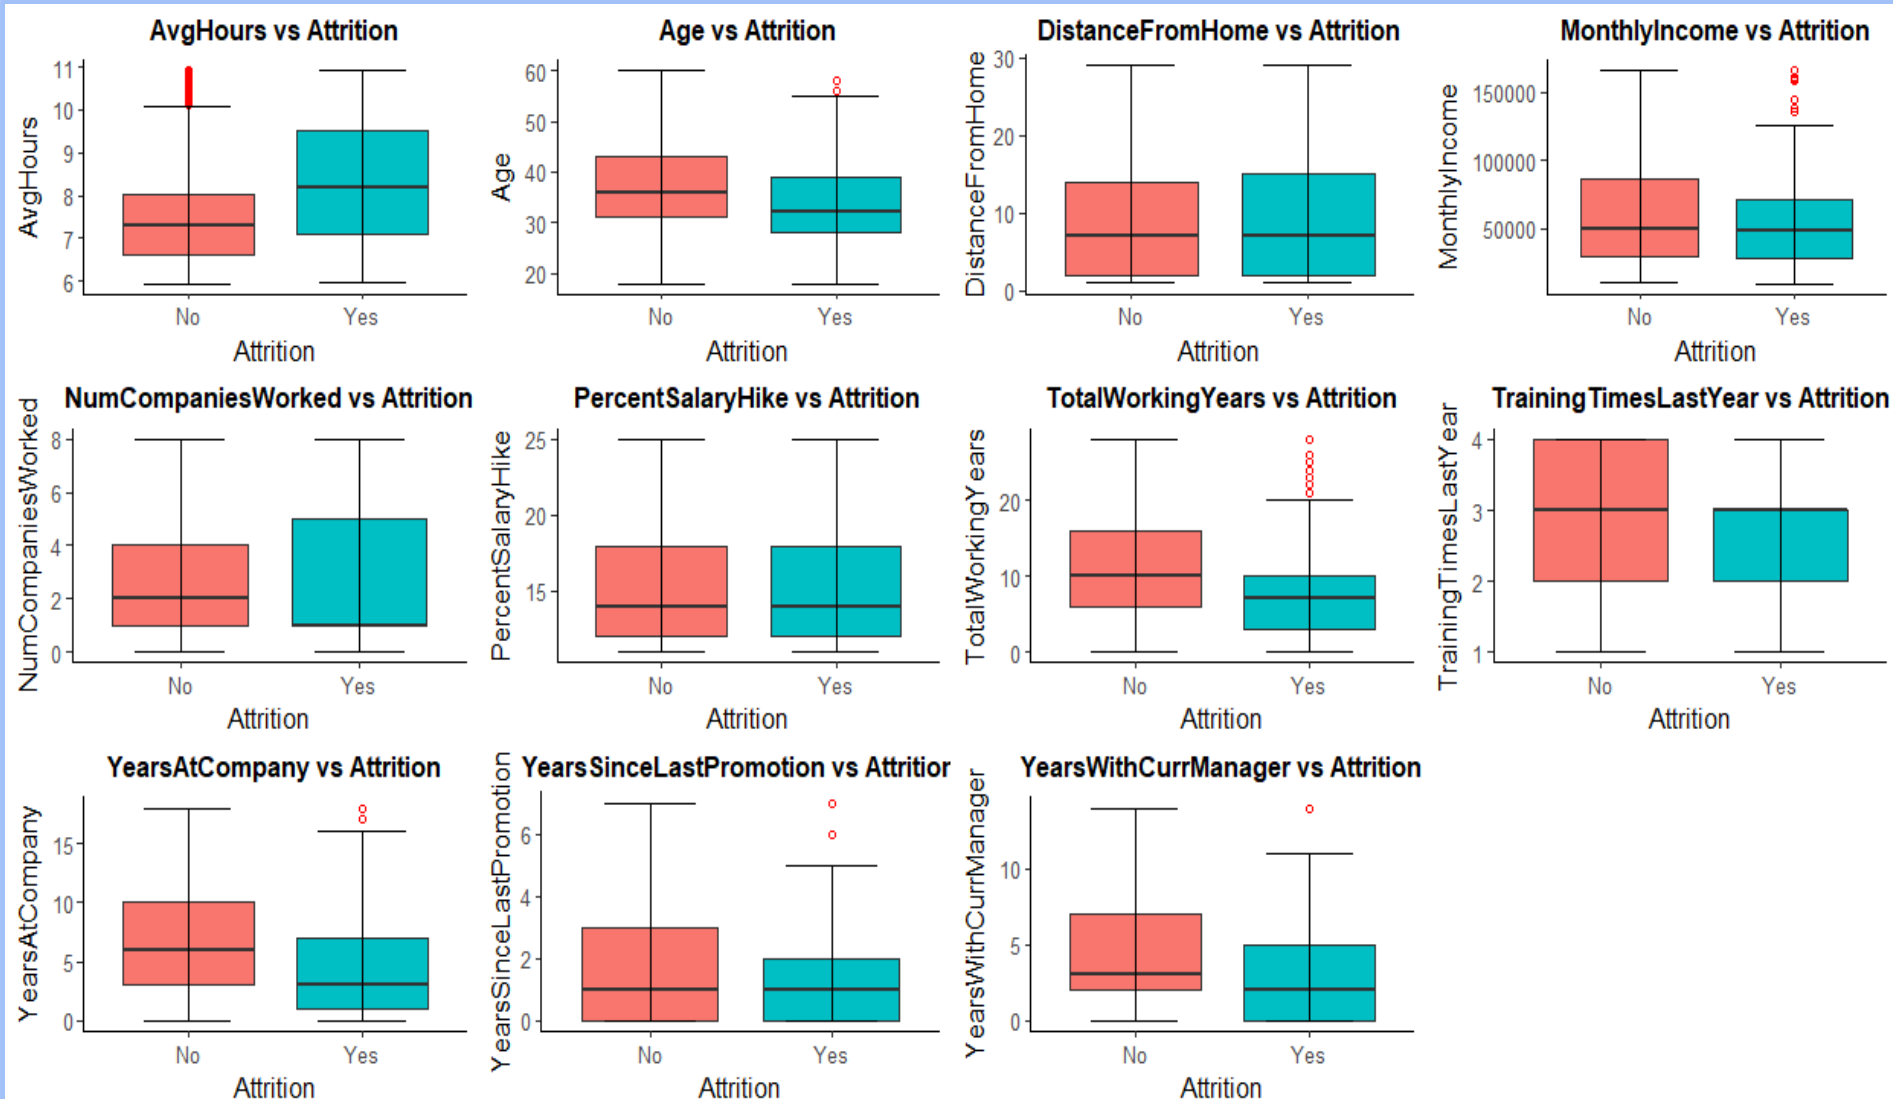 AvgHours vs Attrition
AvgHours
11
10
9
8
7
6
No Yes
Attrition
Age vs Attrition
Age
60
50
40
30
20
No Yes
Attrition
DistanceFromHome vs Attrition
DistanceFromHome
30
20
10
0
No Yes
Attrition
MonthlyIncome vs Attrition
MonthlyIncome
150000
100000
50000
No Yes
Attrition
NumCompaniesWorked vs Attrition
NumCompaniesWorked
8
6
4
2
0
No Yes
Attrition
PercentSalaryHike vs Attrition
PercentSalaryHike
25
20
15
No Yes
Attrition
TotalWorkingYears vs Attrition
TotalWorkingYears
20
10
0
No Yes
Attrition
TrainingTimesLastYear vs Attrition
TrainingTimesLastYear
4
3
2
1
No Yes
Attrition
YearsAtCompany vs Attrition
YearsAtCompany
15
10
5
0
No Yes
Attrition
YearsSinceLastPromotion vs Attrition
YearsSinceLastPromotion
6
4
2
0
No Yes
Attrition
YearsWithCurrManager vs Attrition
YearsWithCurrManager
10
5
0
No Yes
Attrition